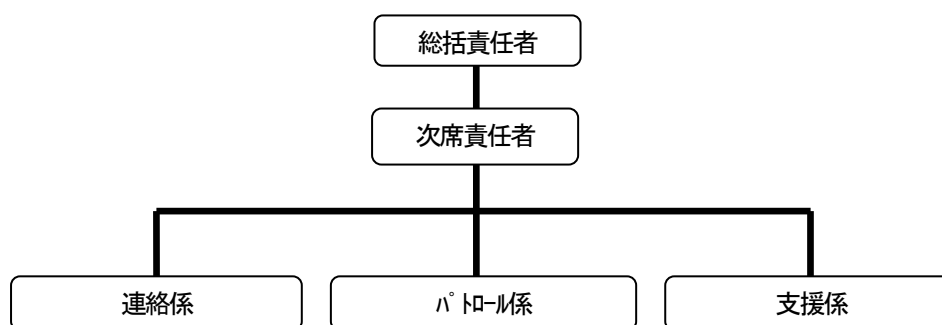 総括責任者
次席責任者
連絡係
ﾊﾟﾄﾛｰﾙ係
支援係